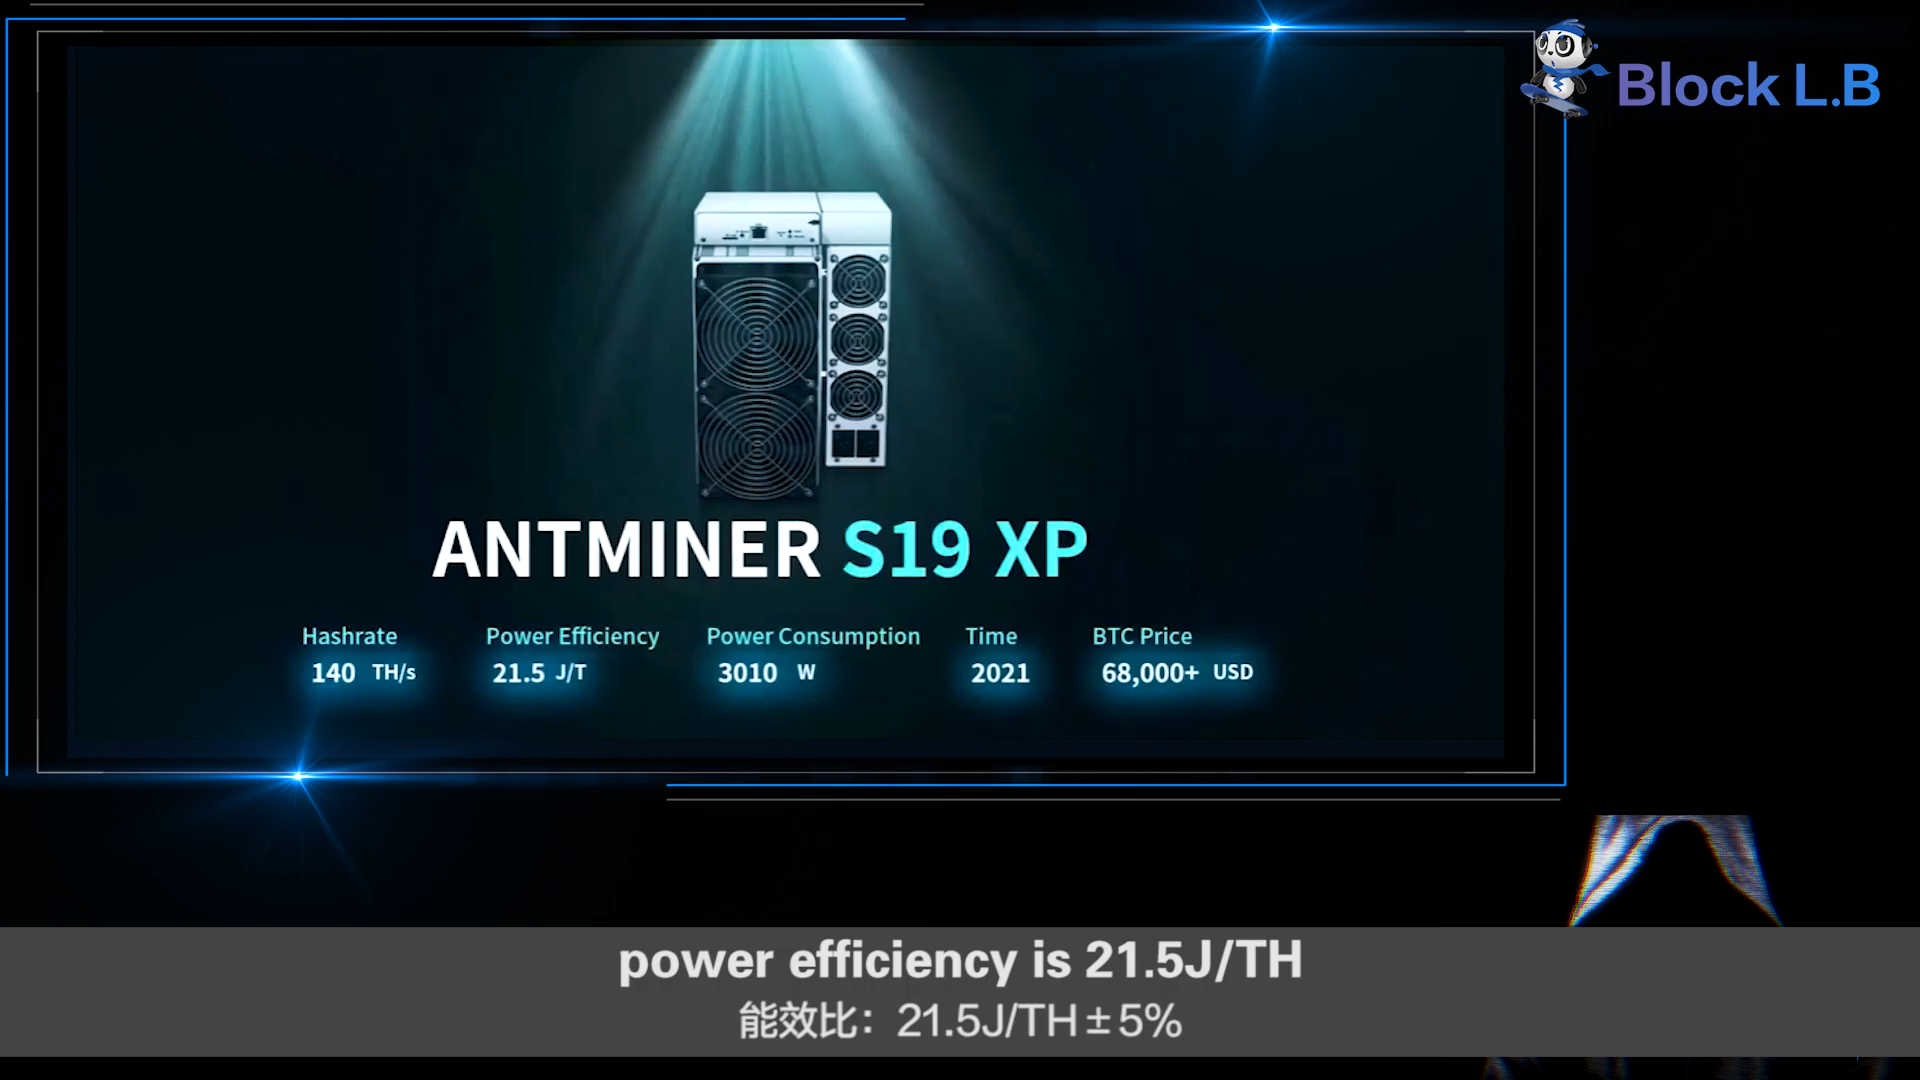 Block L.B
ANTMINER S19 XP
Hashrate
140 TH/s
Power Efficiency
21.5 J/T
Power Consumption
3010 W
Time
2021
BTC Price
68,000+ USD
power efficiency is 21.5J/TH
能效比：21.5J/TH±5%